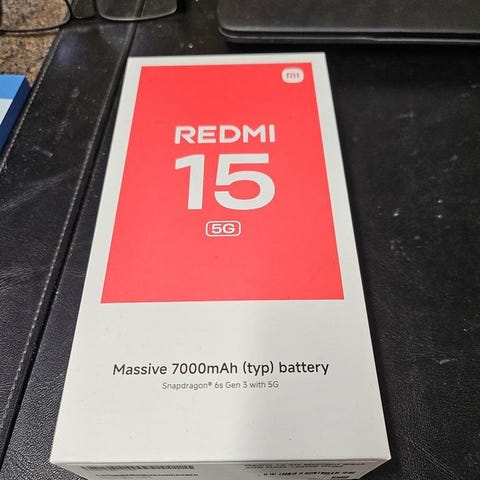 mi
REDMI
15
5G
Massive 7000mAh (typ) battery
Snapdragon® 6s Gen 3 with 5G